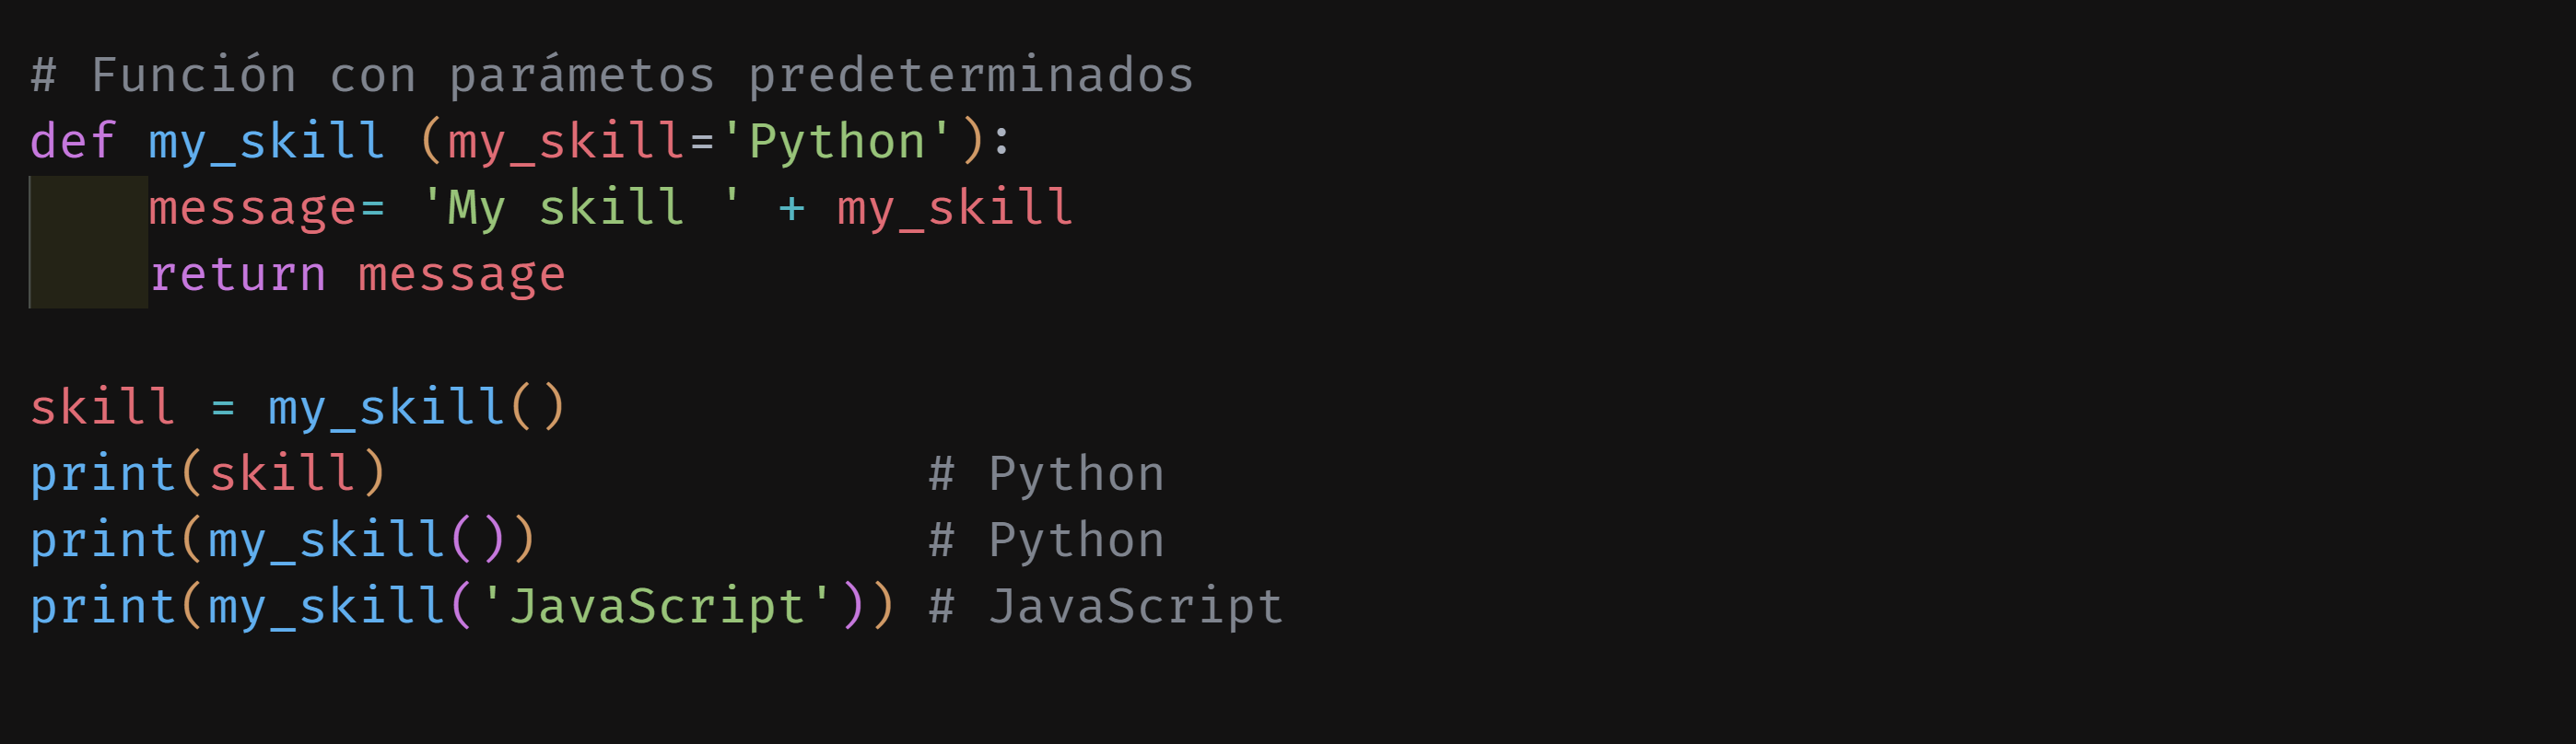 # Función con parámetos predeterminados
def my_skill (my_skill='Python'):
    message= 'My skill ' + my_skill
    return message

skill = my_skill()
print(skill)                  # Python
print(my_skill())             # Python
print(my_skill('JavaScript')) # JavaScript